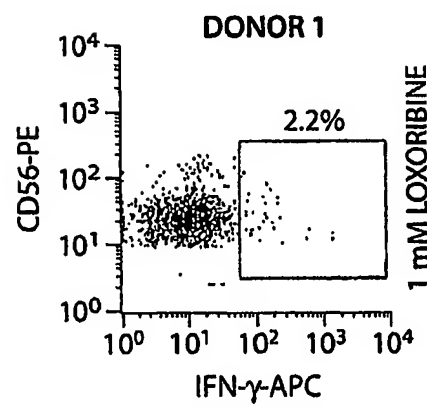 DONOR 1
2.2%
10⁴
10³
10²
10¹
10⁰
CD56-PE
10⁰ 10¹ 10² 10³ 10⁴
IFN-γ-APC
1 mM LOXORIBINE